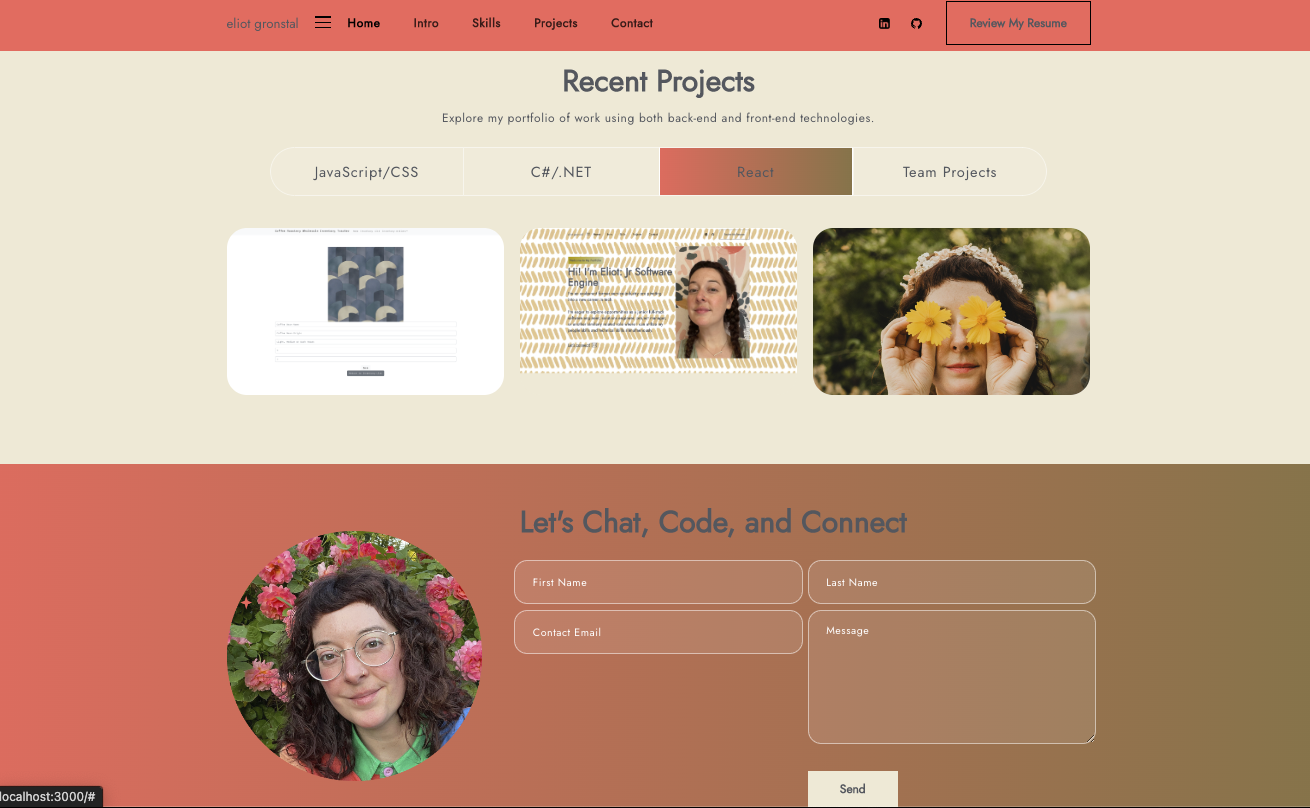 eliot gronstal
Home Intro Skills Projects Contact
Review My Resume
Recent Projects
Explore my portfolio of work using both back-end and front-end technologies.
JavaScript/CSS C#/.NET React Team Projects
Hi! I'm Eliot: Jr Software
Engine
Let's Chat, Code, and Connect
First Name Last Name
Contact Email Message
Send
localhost:3000/#